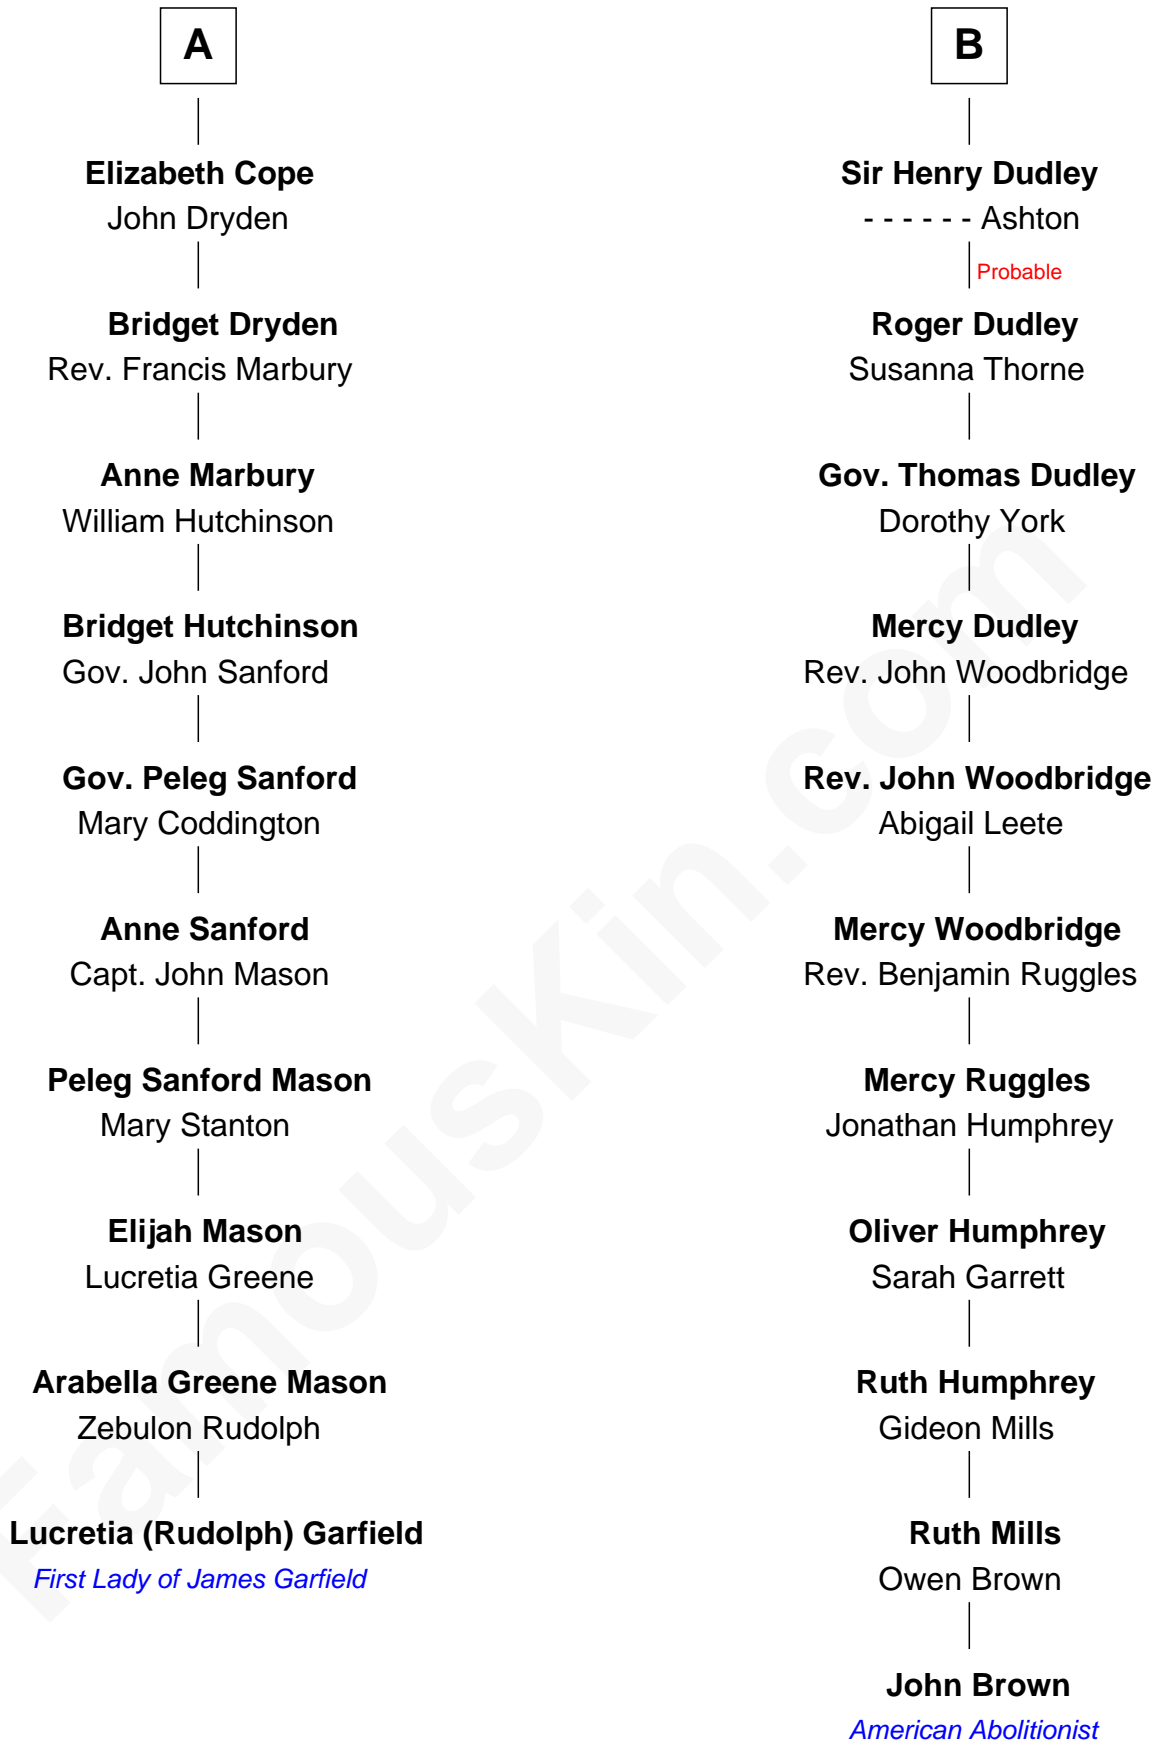 A
Elizabeth Cope
John Dryden
Bridget Dryden
Rev. Francis Marbury
Anne Marbury
William Hutchinson
Bridget Hutchinson
Gov. John Sanford
Gov. Peleg Sanford
Mary Coddington
Anne Sanford
Capt. John Mason
Peleg Sanford Mason
Mary Stanton
Elijah Mason
Lucretia Greene
Arabella Greene Mason
Zebulon Rudolph
Lucretia (Rudolph) Garfield
First Lady of James Garfield
B
Sir Henry Dudley
- - - - - - Ashton
Probable
Roger Dudley
Susanna Thorne
Gov. Thomas Dudley
Dorothy York
Mercy Dudley
Rev. John Woodbridge
Rev. John Woodbridge
Abigail Leete
Mercy Woodbridge
Rev. Benjamin Ruggles
Mercy Ruggles
Jonathan Humphrey
Oliver Humphrey
Sarah Garrett
Ruth Humphrey
Gideon Mills
Ruth Mills
Owen Brown
John Brown
American Abolitionist
FamousKin.com